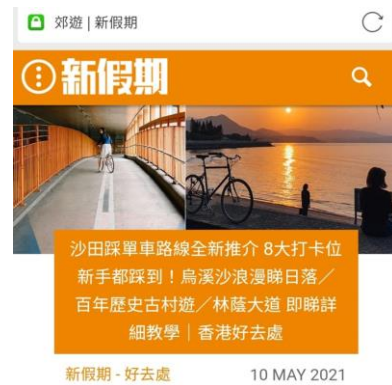 郊遊 | 新假期
新假期
沙田踩單車路線全新推介 8大打卡位
新手都踩到！烏溪沙浪漫睇日落／
百年歷史古村遊／林蔭大道 即睇詳
細教學｜香港好去處
新假期 - 好去處
10 MAY 2021